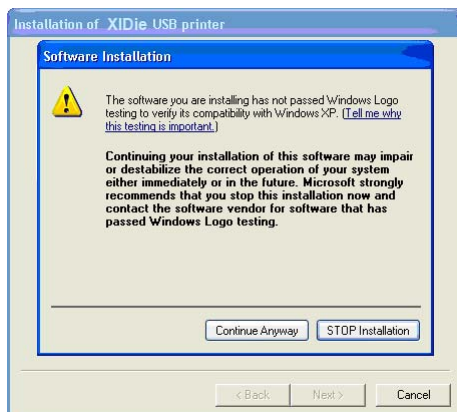 Installation of XIDie USB printer
Software Installation
The software you are installing has not passed Windows Logo
testing to verify its compatibility with Windows XP. (Tell me why
this testing is important.)
Continuing your installation of this software may impair
or destabilize the correct operation of your system
either immediately or in the future. Microsoft strongly
recommends that you stop this installation now and
contact the software vendor for software that has
passed Windows Logo testing.
Continue Anyway STOP Installation
< Back Next > Cancel